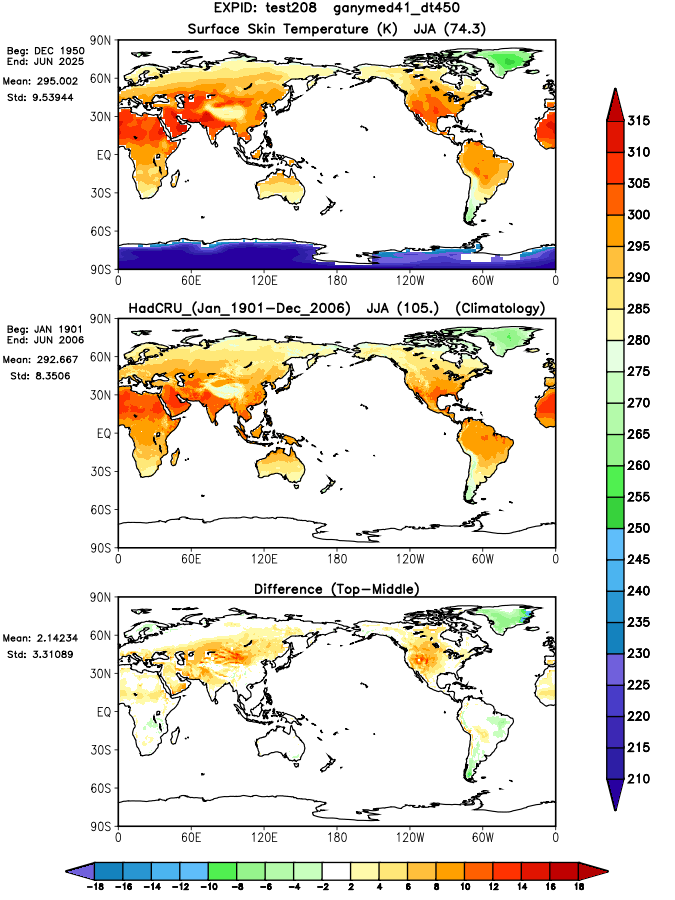 EXPID: test208 ganymed41_dt450
Surface Skin Temperature (K) JJA (74.3)
Beg: DEC 1950
End: JUN 2025
Mean: 295.002
Std: 9.53944
90N
60N
30N
EQ
30S
60S
90S
0 60E 120E 180 120W 60W 0
HadCRU_(Jan_1901-Dec_2006) JJA (105.) (Climatology)
Beg: JAN 1901
End: JUN 2006
Mean: 292.667
Std: 8.3506
90N
60N
30N
EQ
30S
60S
90S
0 60E 120E 180 120W 60W 0
Difference (Top-Middle)
Mean: 2.14234
Std: 3.31089
90N
60N
30N
EQ
30S
60S
90S
0 60E 120E 180 120W 60W 0
315
310
305
300
295
290
285
280
275
270
265
260
255
250
245
240
235
230
225
220
215
210
-18 -16 -14 -12 -10 -8 -6 -4 -2 2 4 6 8 10 12 14 16 18